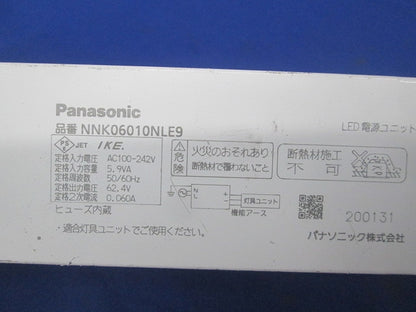 Panasonic
品番 NNK06010NLE9
LED電源ユニット
PS E JET IKE.
定格入力電圧 AC100-242V
定格入力容量 5.9VA
定格周波数 50/60Hz
定格出力電圧 62.4V
定格2次電流 0.060A
ヒューズ内蔵
・適合灯具ユニットでご使用ください。
危険
火災のおそれあり
断熱材で覆わないこと
断熱材施工
不可
N
L
灯具ユニット
機能アース
200131
パナソニック株式会社